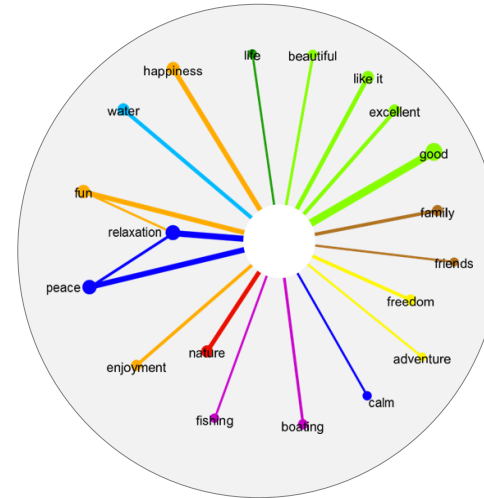 life
beautiful
happiness
like it
water
excellent
good
fun
family
relaxation
friends
peace
freedom
nature
adventure
enjoyment
calm
fishing
boating